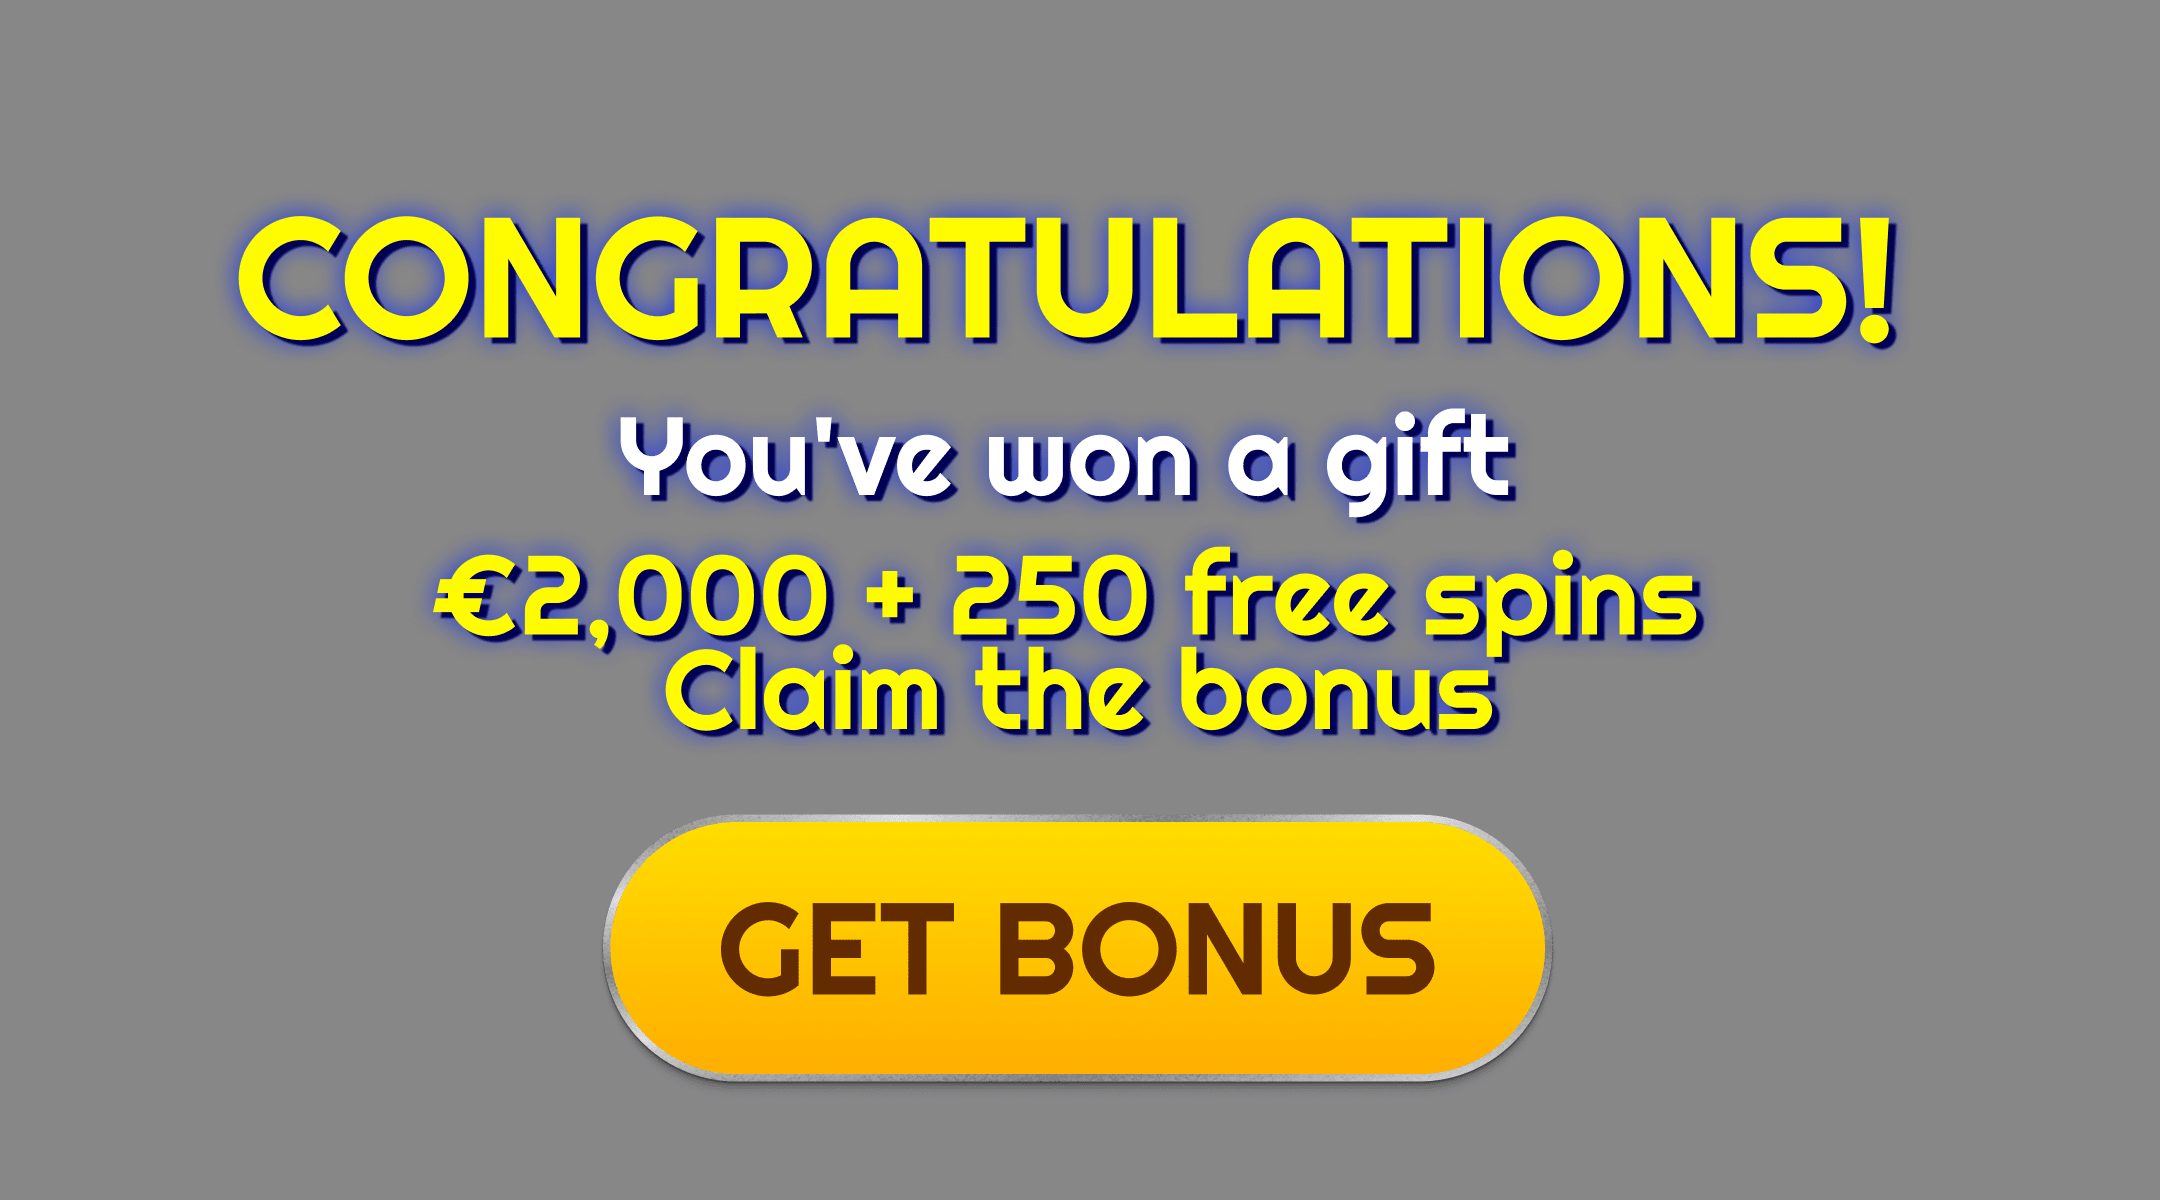 CONGRATULATIONS!
You've won a gift
€2,000 + 250 free spins
Claim the bonus
GET BONUS